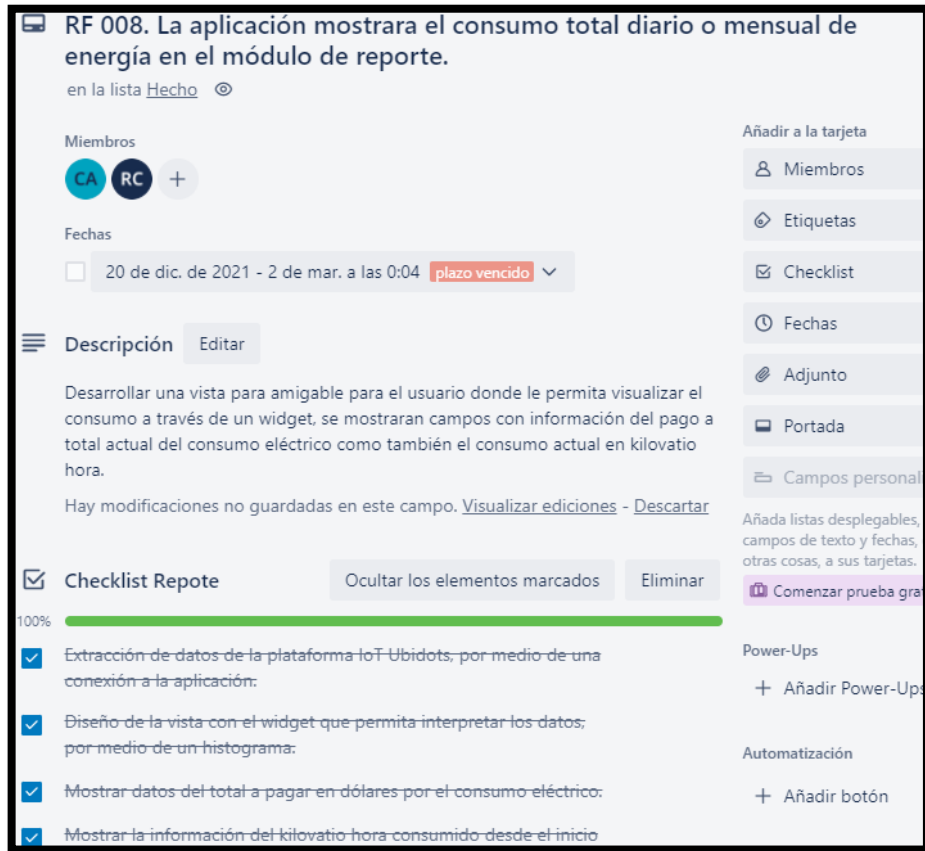 RF 008. La aplicación mostrara el consumo total diario o mensual de
energía en el módulo de reporte.
en la lista Hecho
Miembros
CA RC +
Fechas
20 de dic. de 2021 - 2 de mar. a las 0:04 plazo vencido
Descripción Editar
Desarrollar una vista para amigable para el usuario donde le permita visualizar el
consumo a través de un widget, se mostraran campos con información del pago a
total actual del consumo eléctrico como también el consumo actual en kilovatio
hora.
Hay modificaciones no guardadas en este campo. Visualizar ediciones - Descartar
Checklist Repote Ocultar los elementos marcados Eliminar
100%
Extracción de datos de la plataforma IoT Ubidots, por medio de una
conexión a la aplicación.
Diseño de la vista con el widget que permita interpretar los datos,
por medio de un histograma.
Mostrar datos del total a pagar en dólares por el consumo eléctrico.
Mostrar la información del kilovatio hora consumido desde el inicio
Añadir a la tarjeta
Miembros
Etiquetas
Checklist
Fechas
Adjunto
Portada
Campos personali
Añada listas desplegables,
campos de texto y fechas,
otras cosas, a sus tarjetas.
Comenzar prueba grat
Power-Ups
+ Añadir Power-Ups
Automatización
+ Añadir botón